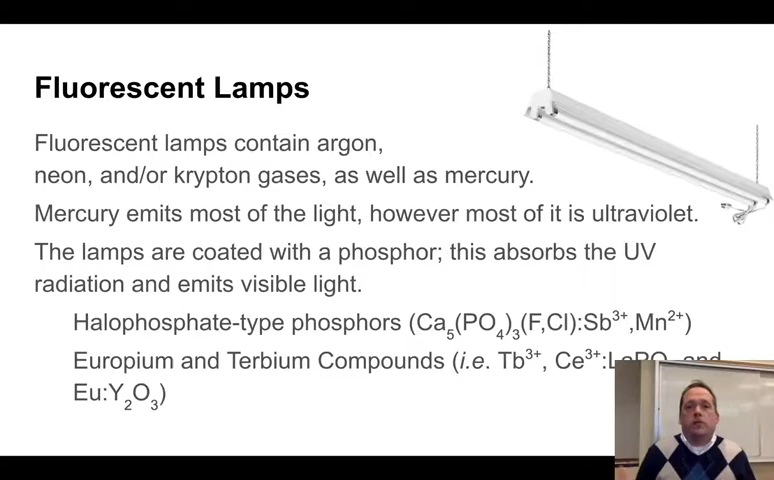 Fluorescent Lamps
Fluorescent lamps contain argon,
neon, and/or krypton gases, as well as mercury.
Mercury emits most of the light, however most of it is ultraviolet.
The lamps are coated with a phosphor; this absorbs the UV
radiation and emits visible light.
Halophosphate-type phosphors (Ca₅(PO₄)₃(F,Cl):Sb³⁺,Mn²⁺)
Europium and Terbium Compounds (i.e. Tb³⁺, Ce³⁺:LaPO₄ and
Eu:Y₂O₃)